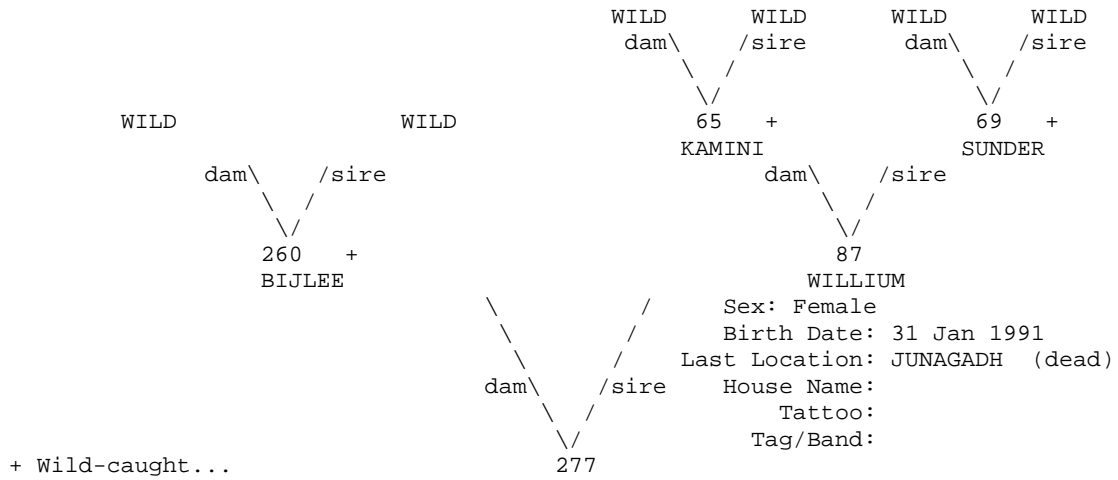 WILD WILD WILD WILD
dam\ /sire dam\ /sire
\ / \ /
\/ \/
WILD WILD 65 + 69 +
KAMINI SUNDER
dam\ /sire dam\ /sire
\ / \ /
\/ \/
260 + 87
BIJLEE WILLIUM
\ / Sex: Female
\ / Birth Date: 31 Jan 1991
\ / Last Location: JUNAGADH (dead)
dam\ /sire House Name:
\ / Tattoo:
\/ Tag/Band:
+ Wild-caught... 277